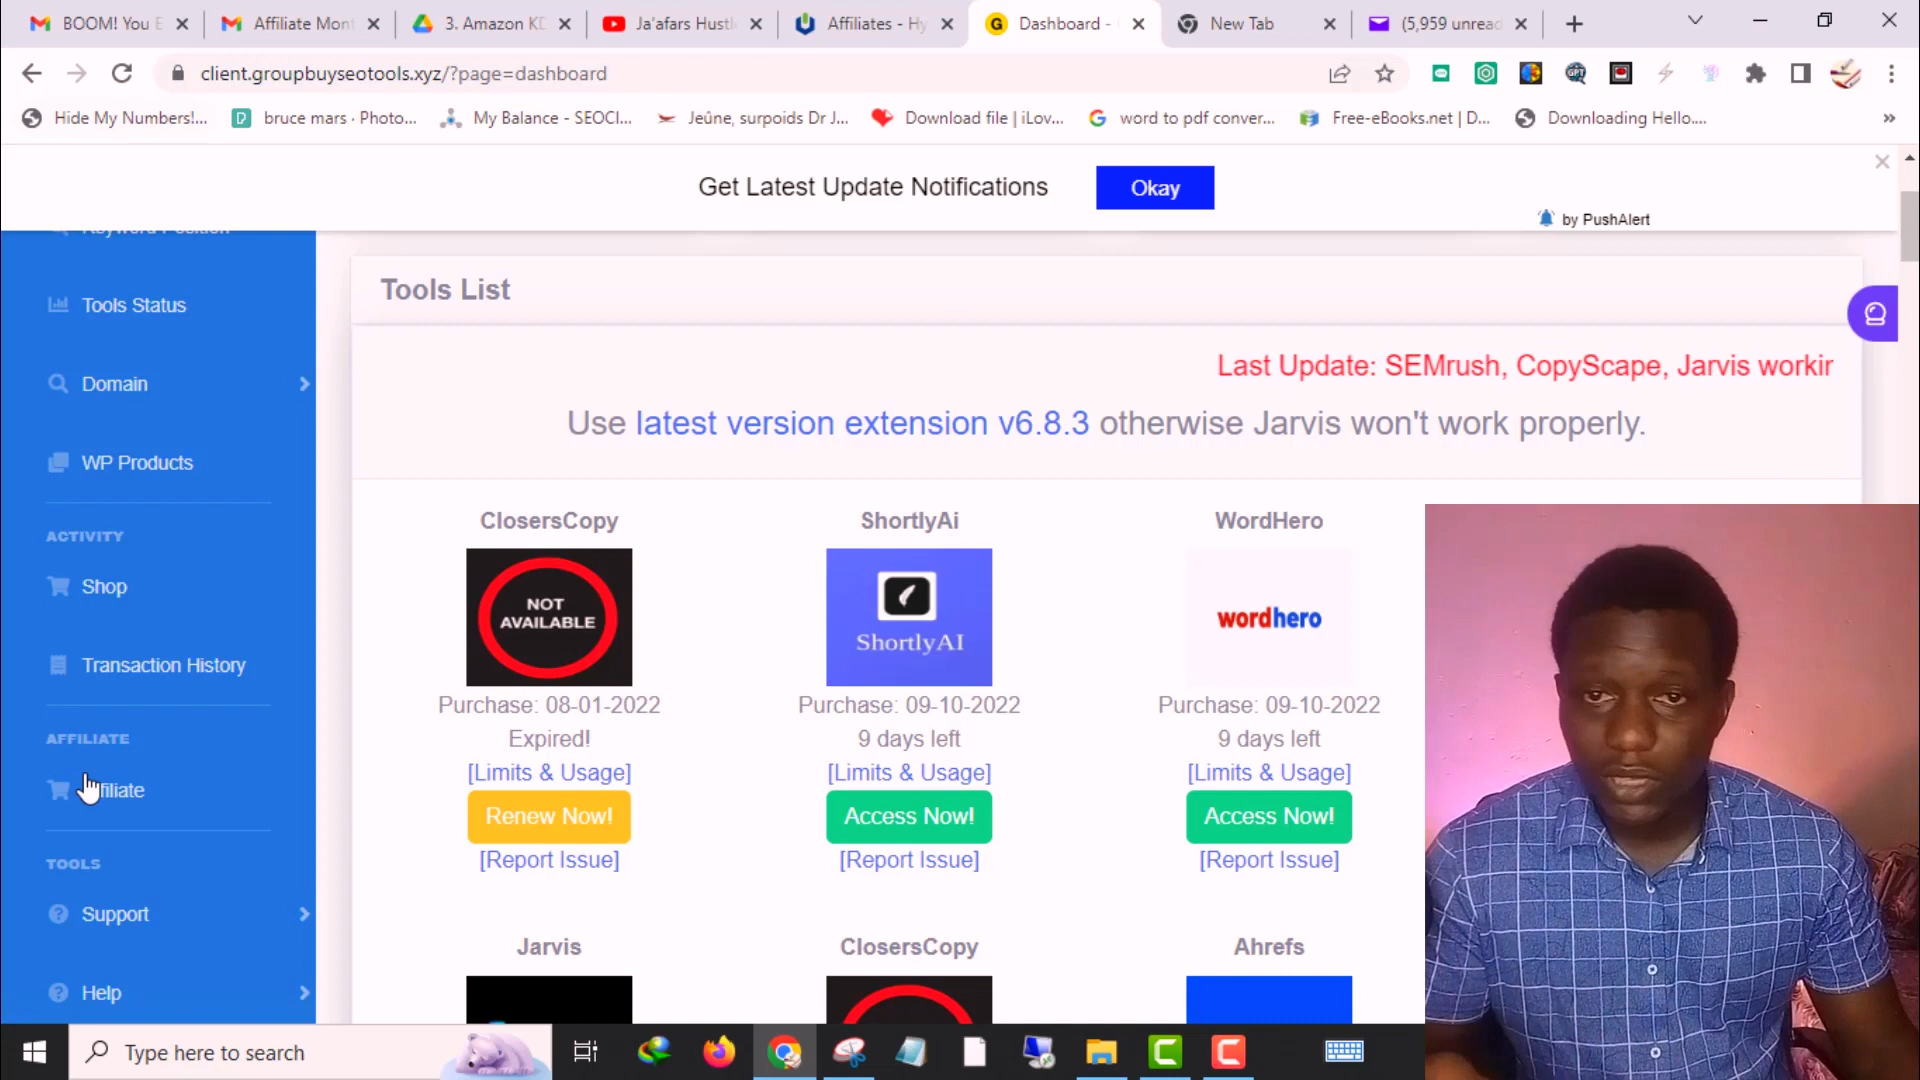 BOOM! You E
Affiliate Mont
3. Amazon KD
Ja'afars Hustl
Affiliates - Hy
Dashboard -
New Tab
(5,959 unread
client.groupbuyseotools.xyz/?page=dashboard
Hide My Numbers!...
bruce mars · Photo...
My Balance - SEOCl...
Jeûne, surpoids Dr J...
Download file | iLov...
word to pdf conver...
Free-eBooks.net | D...
Downloading Hello....
Get Latest Update Notifications
Okay
by PushAlert
Keyword Position
Tools Status
Domain
WP Products
ACTIVITY
Shop
Transaction History
AFFILIATE
Affiliate
TOOLS
Support
Help
Tools List
Last Update: SEMrush, CopyScape, Jarvis workir
Use latest version extension v6.8.3 otherwise Jarvis won't work properly.
ClosersCopy
NOT
AVAILABLE
Purchase: 08-01-2022
Expired!
[Limits & Usage]
Renew Now!
[Report Issue]
ShortlyAi
ShortlyAI
Purchase: 09-10-2022
9 days left
[Limits & Usage]
Access Now!
[Report Issue]
WordHero
wordhero
Purchase: 09-10-2022
9 days left
[Limits & Usage]
Access Now!
[Report Issue]
Jarvis
ClosersCopy
Ahrefs
Type here to search